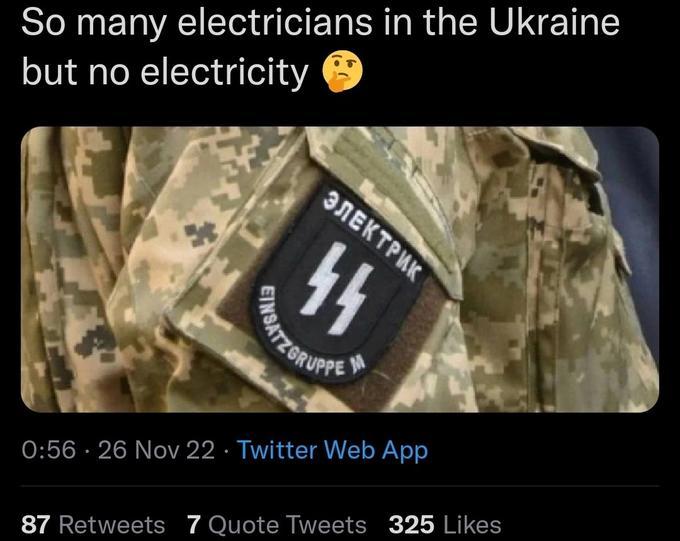 So many electricians in the Ukraine
but no electricity 🤔
ЭЛЕКТРИК
EINSATZGRUPPE M
0:56 · 26 Nov 22 · Twitter Web App
87 Retweets 7 Quote Tweets 325 Likes